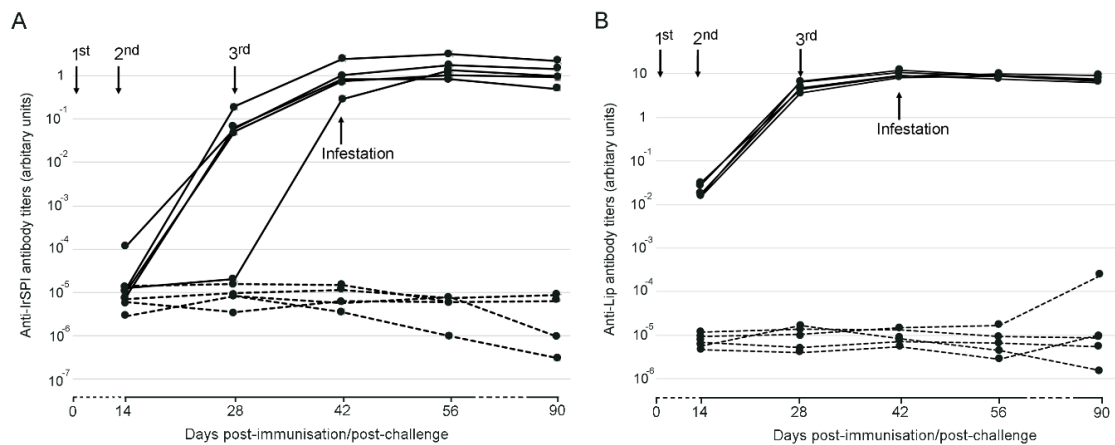 A
1st
2nd
3rd
1
10-1
10-2
10-3
10-4
10-5
10-6
10-7
Infestation
Anti-IrSPI antibody titers (arbitrary units)
0
14
28
42
56
90
Days post-immunisation/post-challenge
B
1st
2nd
3rd
10
1
10-1
10-2
10-3
10-4
10-5
10-6
Infestation
Anti-Lip antibody titers (arbitary units)
0
14
28
42
56
90
Days post-immunisation/post-challenge